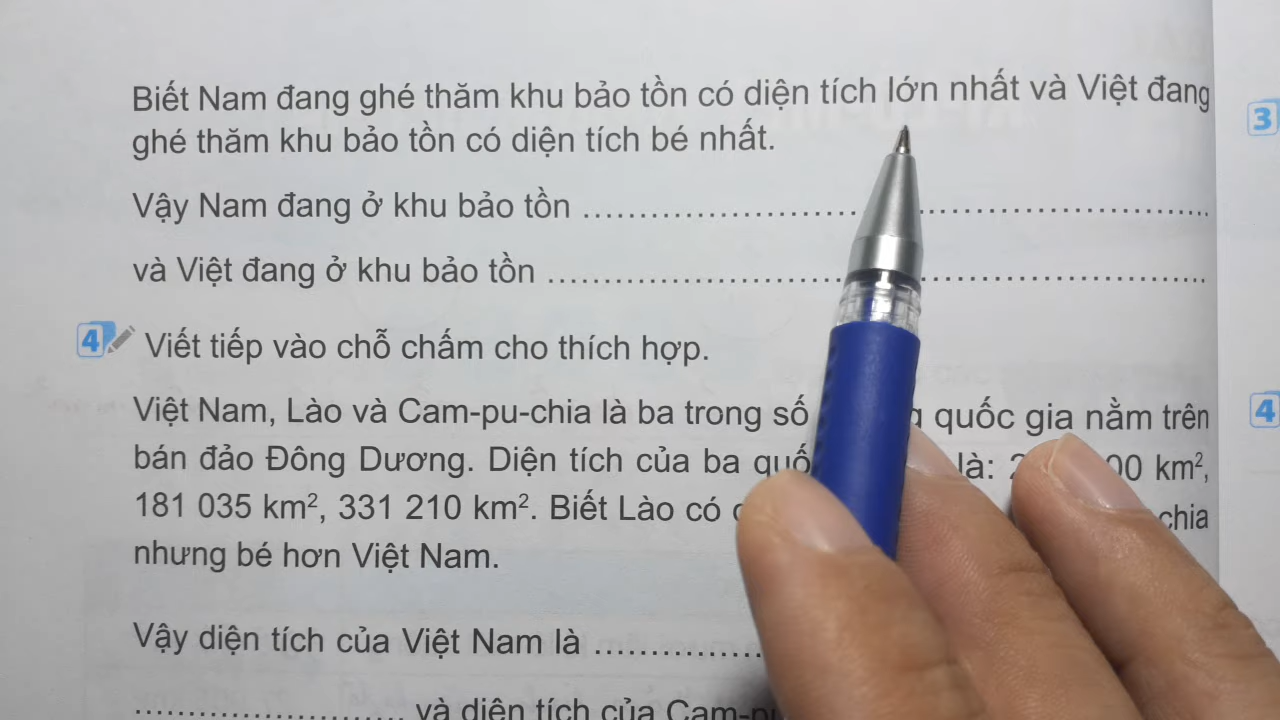 Biết Nam đang ghé thăm khu bảo tồn có diện tích lớn nhất và Việt đang
3
ghé thăm khu bảo tồn có diện tích bé nhất.
Vậy Nam đang ở khu bảo tồn ........................................
và Việt đang ở khu bảo tồn ........................................
4 Viết tiếp vào chỗ chấm cho thích hợp.
Việt Nam, Lào và Cam-pu-chia là ba trong số quốc gia nằm trên
4
bán đảo Đông Dương. Diện tích của ba là: km²,
181 035 km², 331 210 km². Biết Lào có chia
nhưng bé hơn Việt Nam.
Vậy diện tích của Việt Nam là ...............
........................ và diện tích của